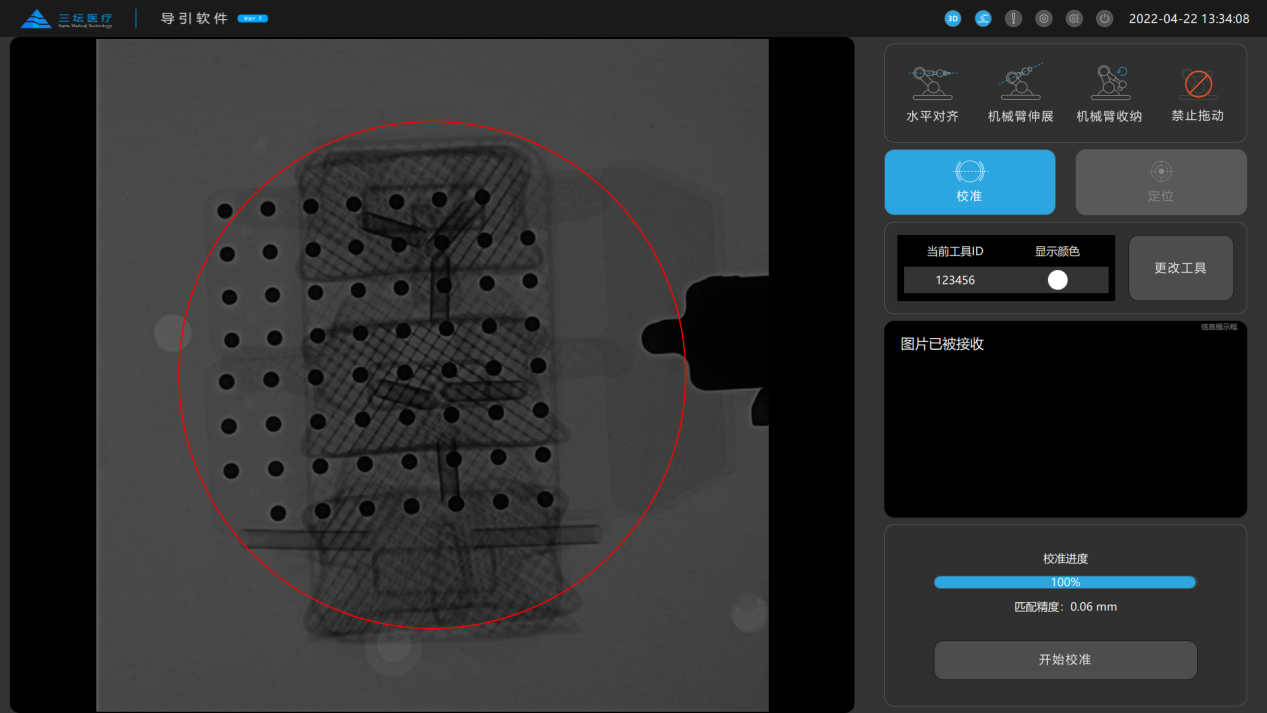 三坛医疗
Santa Medical Technology
导引软件
Ver 1
3D
2022-04-22 13:34:08
水平对齐
机械臂伸展
机械臂收纳
禁止拖动
校准
定位
当前工具ID
显示颜色
123456
更改工具
信息提示框
图片已被接收
校准进度
100%
匹配精度：0.06 mm
开始校准